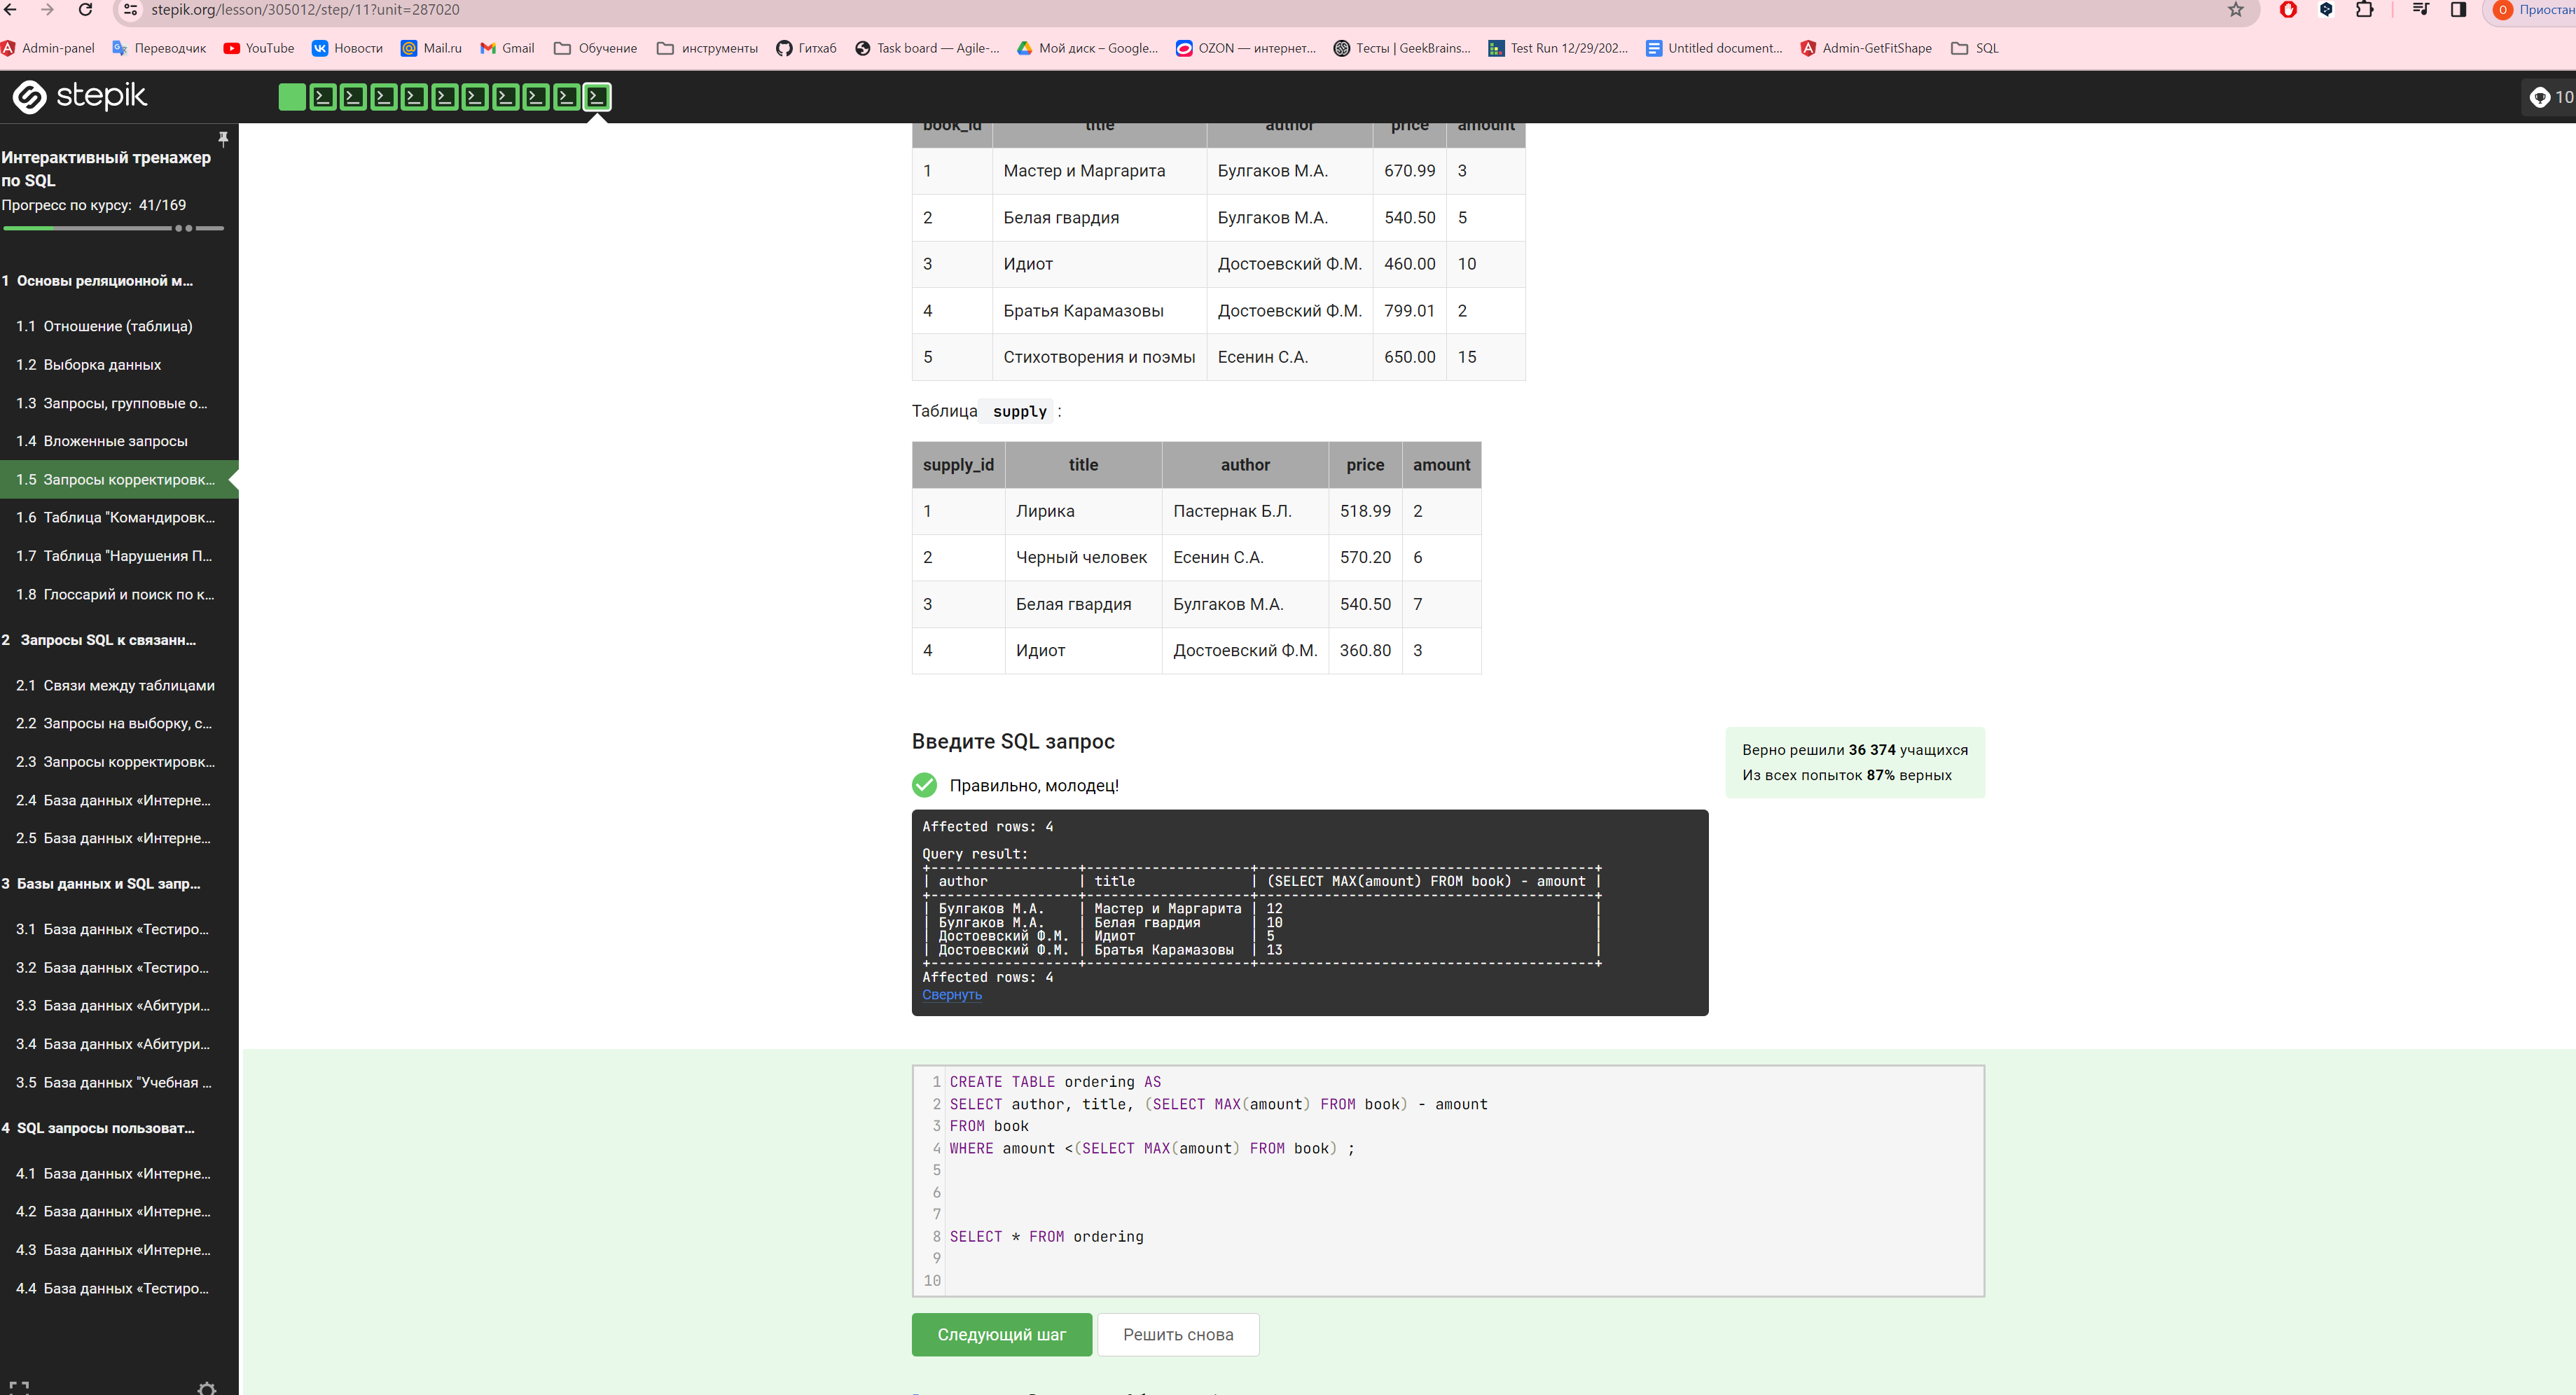 stepik.org/lesson/305012/step/11?unit=287020
О Приостан
Admin-panel Переводчик YouTube Новости Mail.ru Gmail Обучение инструменты Гитхаб Task board — Agile-... Мой диск – Google... OZON — интернет... Тесты | GeekBrains... Test Run 12/29/202... Untitled document... Admin-GetFitShape SQL
stepik
10
Интерактивный тренажер
по SQL
Прогресс по курсу: 41/169
1 Основы реляционной м...
1.1 Отношение (таблица)
1.2 Выборка данных
1.3 Запросы, групповые о...
1.4 Вложенные запросы
1.5 Запросы корректировк...
1.6 Таблица "Командировк...
1.7 Таблица "Нарушения П...
1.8 Глоссарий и поиск по к...
2 Запросы SQL к связанн...
2.1 Связи между таблицами
2.2 Запросы на выборку, с...
2.3 Запросы корректировк...
2.4 База данных «Интерне...
2.5 База данных «Интерне...
3 Базы данных и SQL запр...
3.1 База данных «Тестиро...
3.2 База данных «Тестиро...
3.3 База данных «Абитури...
3.4 База данных «Абитури...
3.5 База данных "Учебная ...
4 SQL запросы пользоват...
4.1 База данных «Интерне...
4.2 База данных «Интерне...
4.3 База данных «Интерне...
4.4 База данных «Тестиро...
book_id title author price amount
1 Мастер и Маргарита Булгаков М.А. 670.99 3
2 Белая гвардия Булгаков М.А. 540.50 5
3 Идиот Достоевский Ф.М. 460.00 10
4 Братья Карамазовы Достоевский Ф.М. 799.01 2
5 Стихотворения и поэмы Есенин С.А. 650.00 15
Таблица supply :
supply_id title author price amount
1 Лирика Пастернак Б.Л. 518.99 2
2 Черный человек Есенин С.А. 570.20 6
3 Белая гвардия Булгаков М.А. 540.50 7
4 Идиот Достоевский Ф.М. 360.80 3
Введите SQL запрос
Верно решили 36 374 учащихся
Из всех попыток 87% верных
Правильно, молодец!
Affected rows: 4
Query result:
+------------------+--------------------+----------------------------------------+
| author | title | (SELECT MAX(amount) FROM book) - amount |
+------------------+--------------------+----------------------------------------+
| Булгаков М.А. | Мастер и Маргарита | 12 |
| Булгаков М.А. | Белая гвардия | 10 |
| Достоевский Ф.М. | Идиот | 5 |
| Достоевский Ф.М. | Братья Карамазовы | 13 |
+------------------+--------------------+----------------------------------------+
Affected rows: 4
Свернуть
1 CREATE TABLE ordering AS
2 SELECT author, title, (SELECT MAX(amount) FROM book) - amount
3 FROM book
4 WHERE amount <(SELECT MAX(amount) FROM book) ;
5
6
7
8 SELECT * FROM ordering
9
10
Следующий шаг Решить снова